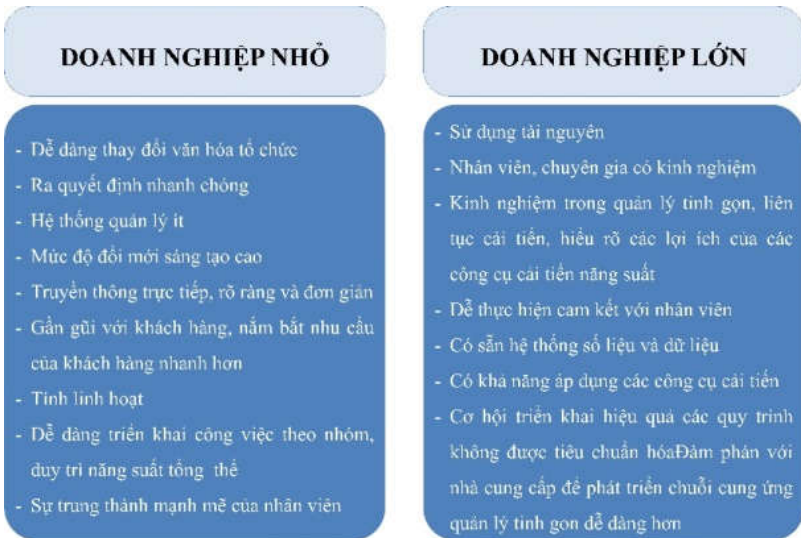 DOANH NGHIỆP NHỎ
- Dễ dàng thay đổi văn hóa tổ chức
- Ra quyết định nhanh chóng
- Hệ thống quản lý ít
- Mức độ đổi mới sáng tạo cao
- Truyền thông trực tiếp, rõ ràng và đơn giản
- Gần gũi với khách hàng, nắm bắt nhu cầu
của khách hàng nhanh hơn
- Tính linh hoạt
- Dễ dàng triển khai công việc theo nhóm,
duy trì năng suất tổng thể
- Sự trung thành mạnh mẽ của nhân viên
DOANH NGHIỆP LỚN
- Sử dụng tài nguyên
- Nhân viên, chuyên gia có kinh nghiệm
- Kinh nghiệm trong quản lý tinh gọn, liên
tục cải tiến, hiểu rõ các lợi ích của các
công cụ cải tiến năng suất
- Dễ thực hiện cam kết với nhân viên
- Có sẵn hệ thống số liệu và dữ liệu
- Có khả năng áp dụng các công cụ cải tiến
- Cơ hội triển khai hiệu quả các quy trình
không được tiêu chuẩn hóaĐàm phán với
nhà cung cấp để phát triển chuỗi cung ứng
quản lý tinh gọn dễ dàng hơn